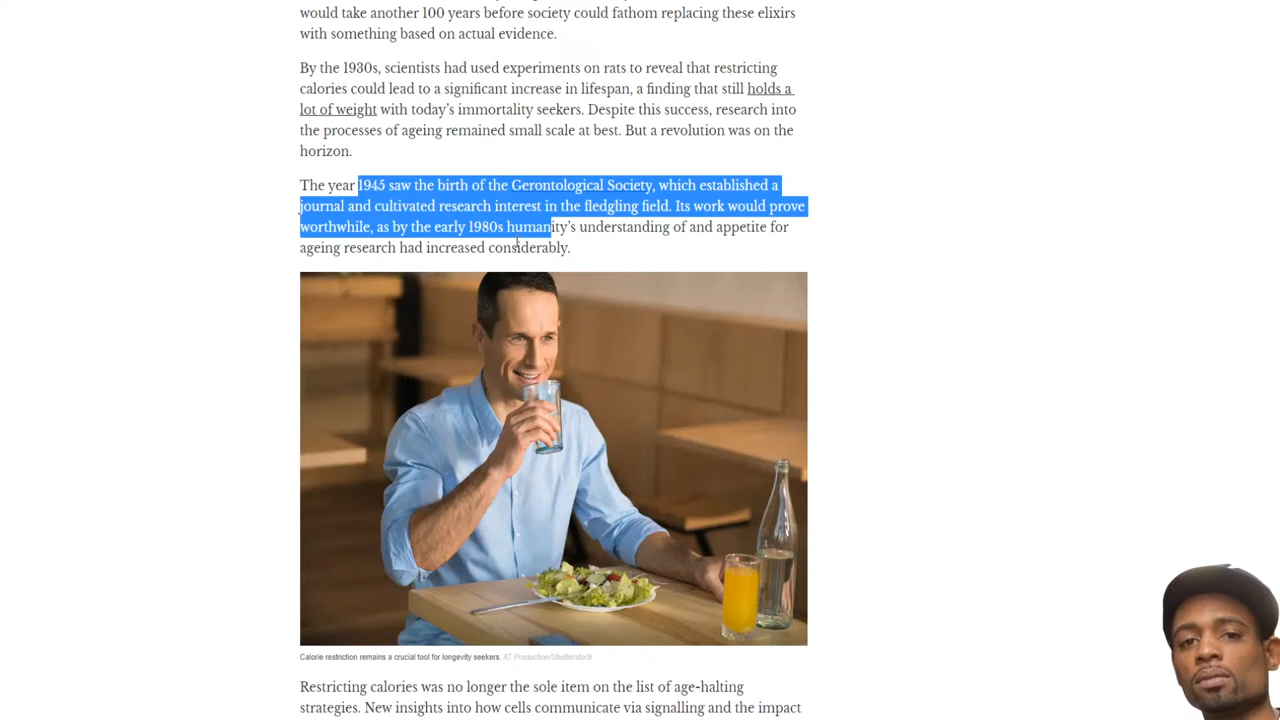 would take another 100 years before society could fathom replacing these elixirs
with something based on actual evidence.
By the 1930s, scientists had used experiments on rats to reveal that restricting
calories could lead to a significant increase in lifespan, a finding that still holds a
lot of weight with today’s immortality seekers. Despite this success, research into
the processes of ageing remained small scale at best. But a revolution was on the
horizon.
The year 1945 saw the birth of the Gerontological Society, which established a
journal and cultivated research interest in the fledgling field. Its work would prove
worthwhile, as by the early 1980s humanity’s understanding of and appetite for
ageing research had increased considerably.
Calorie restriction remains a crucial tool for longevity seekers. AT Production/Shutterstock
Restricting calories was no longer the sole item on the list of age-halting
strategies. New insights into how cells communicate via signalling and the impact